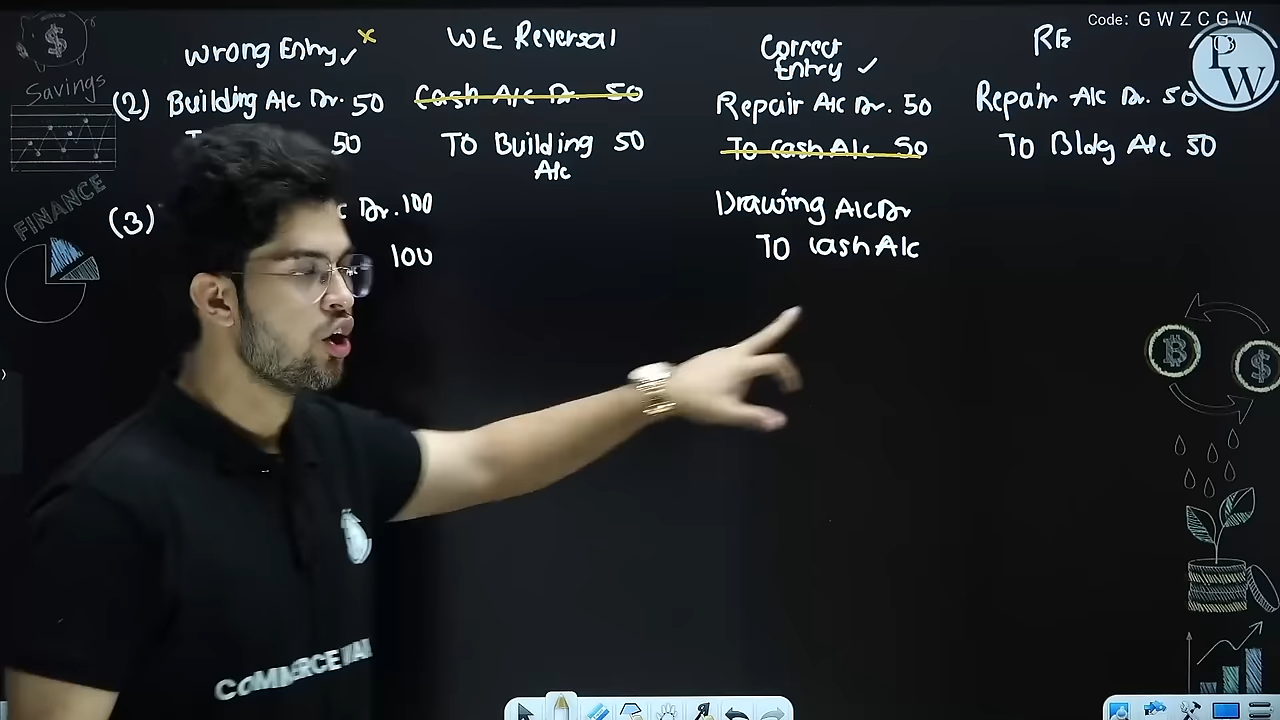 Code: G W Z C G W
Savings
FINANCE
Wrong Entry
WE Reversal
Correct Entry
RE
(2) Building A/c Dr. 50
50
Cash A/c Dr. 50
To Building A/c 50
Repair A/c Dr. 50
To Cash A/c 50
Repair A/c Dr. 50
To Bldg A/c 50
(3)
Dr. 100
100
Drawing A/c Dr
To Cash A/c
PW
COMMERCE